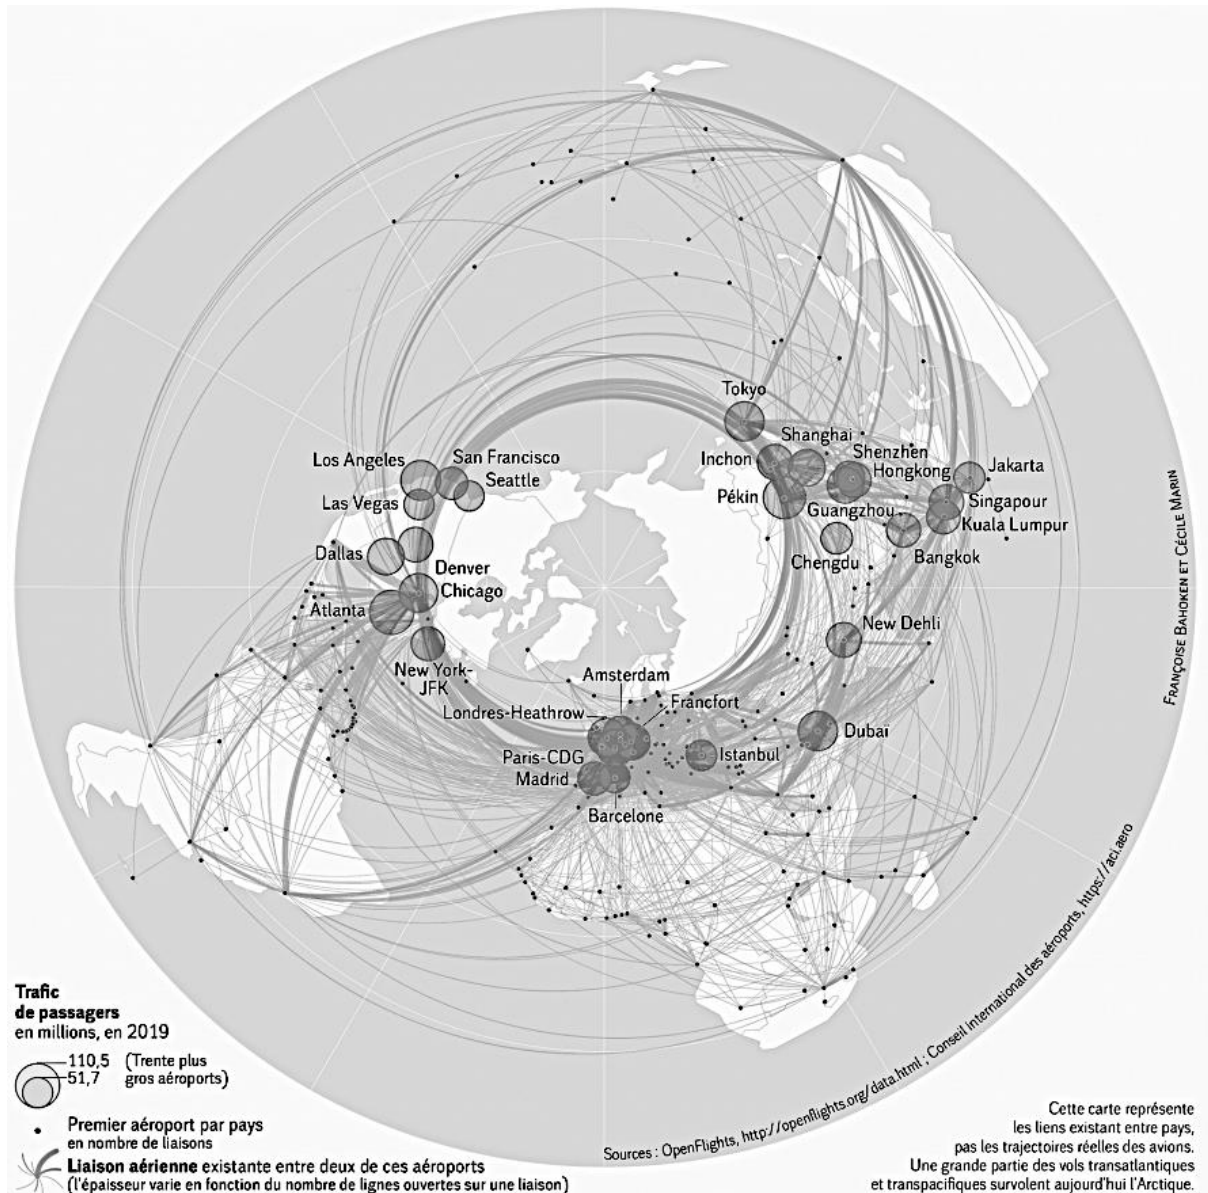 Tokyo
Shanghai
Inchon
Shenzhen
Hongkong
Jakarta
Pékin
Guangzhou
Singapour
Kuala Lumpur
Chengdu
Bangkok
New Dehli
Dubaï
Los Angeles
San Francisco
Seattle
Las Vegas
Dallas
Denver
Chicago
Atlanta
New York-
JFK
Amsterdam
Londres-Heathrow
Francfort
Paris-CDG
Istanbul
Madrid
Barcelone
FRANÇOISE BAHOKEN ET CÉCILE MARIN
Sources : OpenFlights, http://openflights.org/data.html ; Conseil international des aéroports, https://aci.aero
Trafic
de passagers
en millions, en 2019
110,5 (Trente plus
51,7 gros aéroports)
Premier aéroport par pays
en nombre de liaisons
Liaison aérienne existante entre deux de ces aéroports
(l'épaisseur varie en fonction du nombre de lignes ouvertes sur une liaison)
Cette carte représente
les liens existant entre pays,
pas les trajectoires réelles des avions.
Une grande partie des vols transatlantiques
et transpacifiques survolent aujourd'hui l'Arctique.